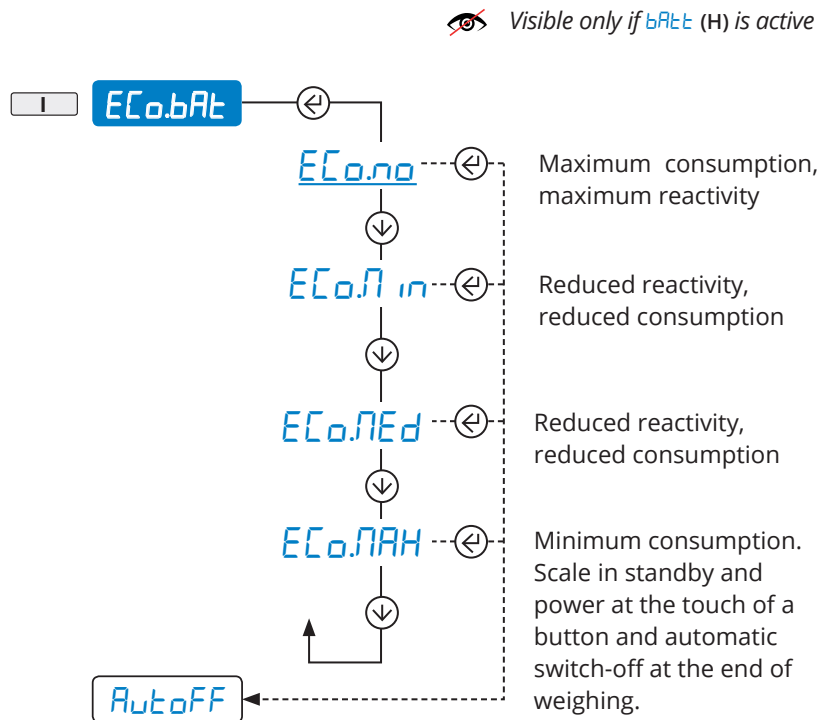 Visible only if bAtt (H) is active
I
ECo.bAt
ECo.no
Maximum consumption,
maximum reactivity
ECo.Min
Reduced reactivity,
reduced consumption
ECo.MEd
Reduced reactivity,
reduced consumption
ECo.MAH
Minimum consumption.
Scale in standby and
power at the touch of a
button and automatic
switch-off at the end of
weighing.
AutoFF